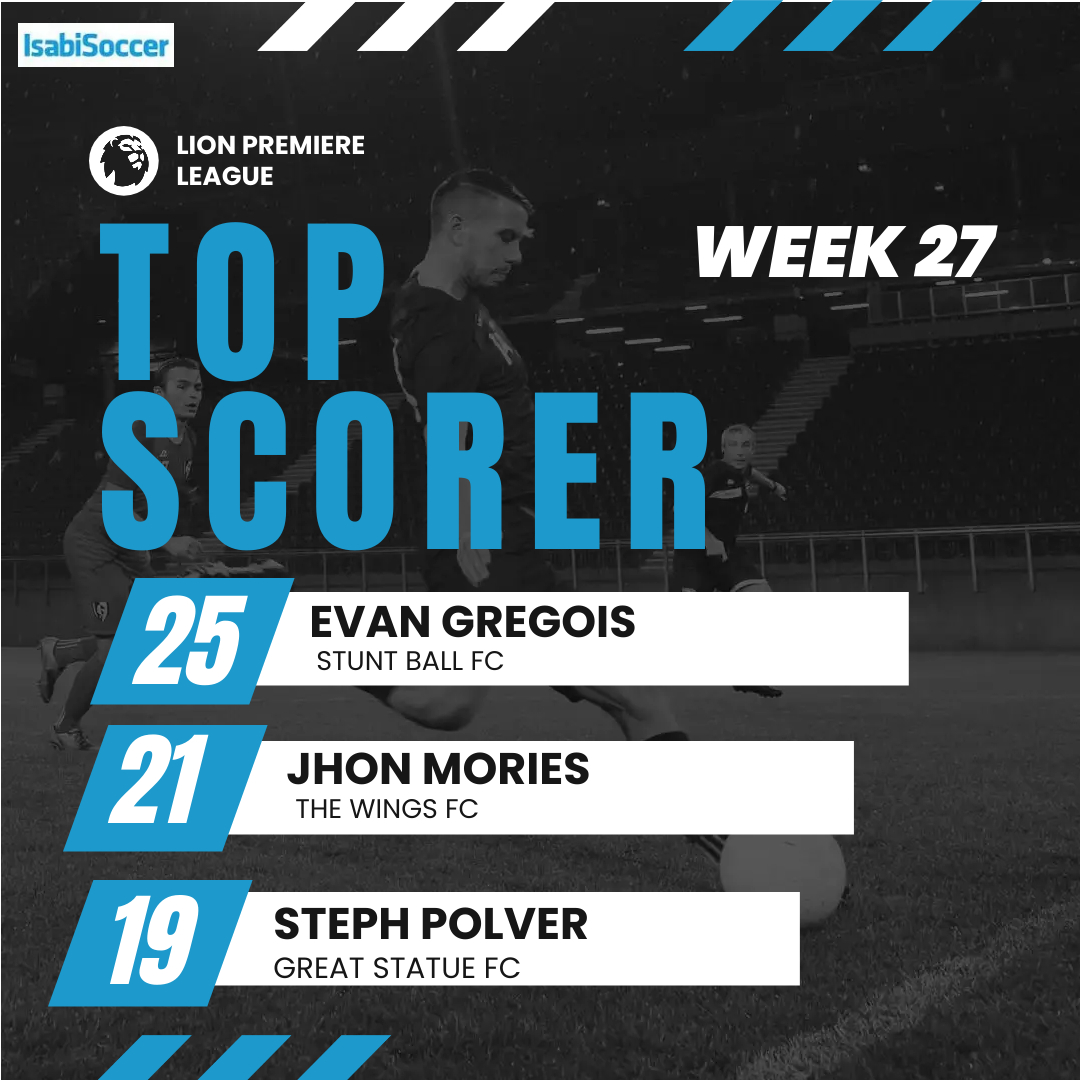 IsabiSoccer
LION PREMIERE
LEAGUE
TOP
WEEK 27
SCORER
25
EVAN GREGOIS
STUNT BALL FC
21
JHON MORIES
THE WINGS FC
19
STEPH POLVER
GREAT STATUE FC